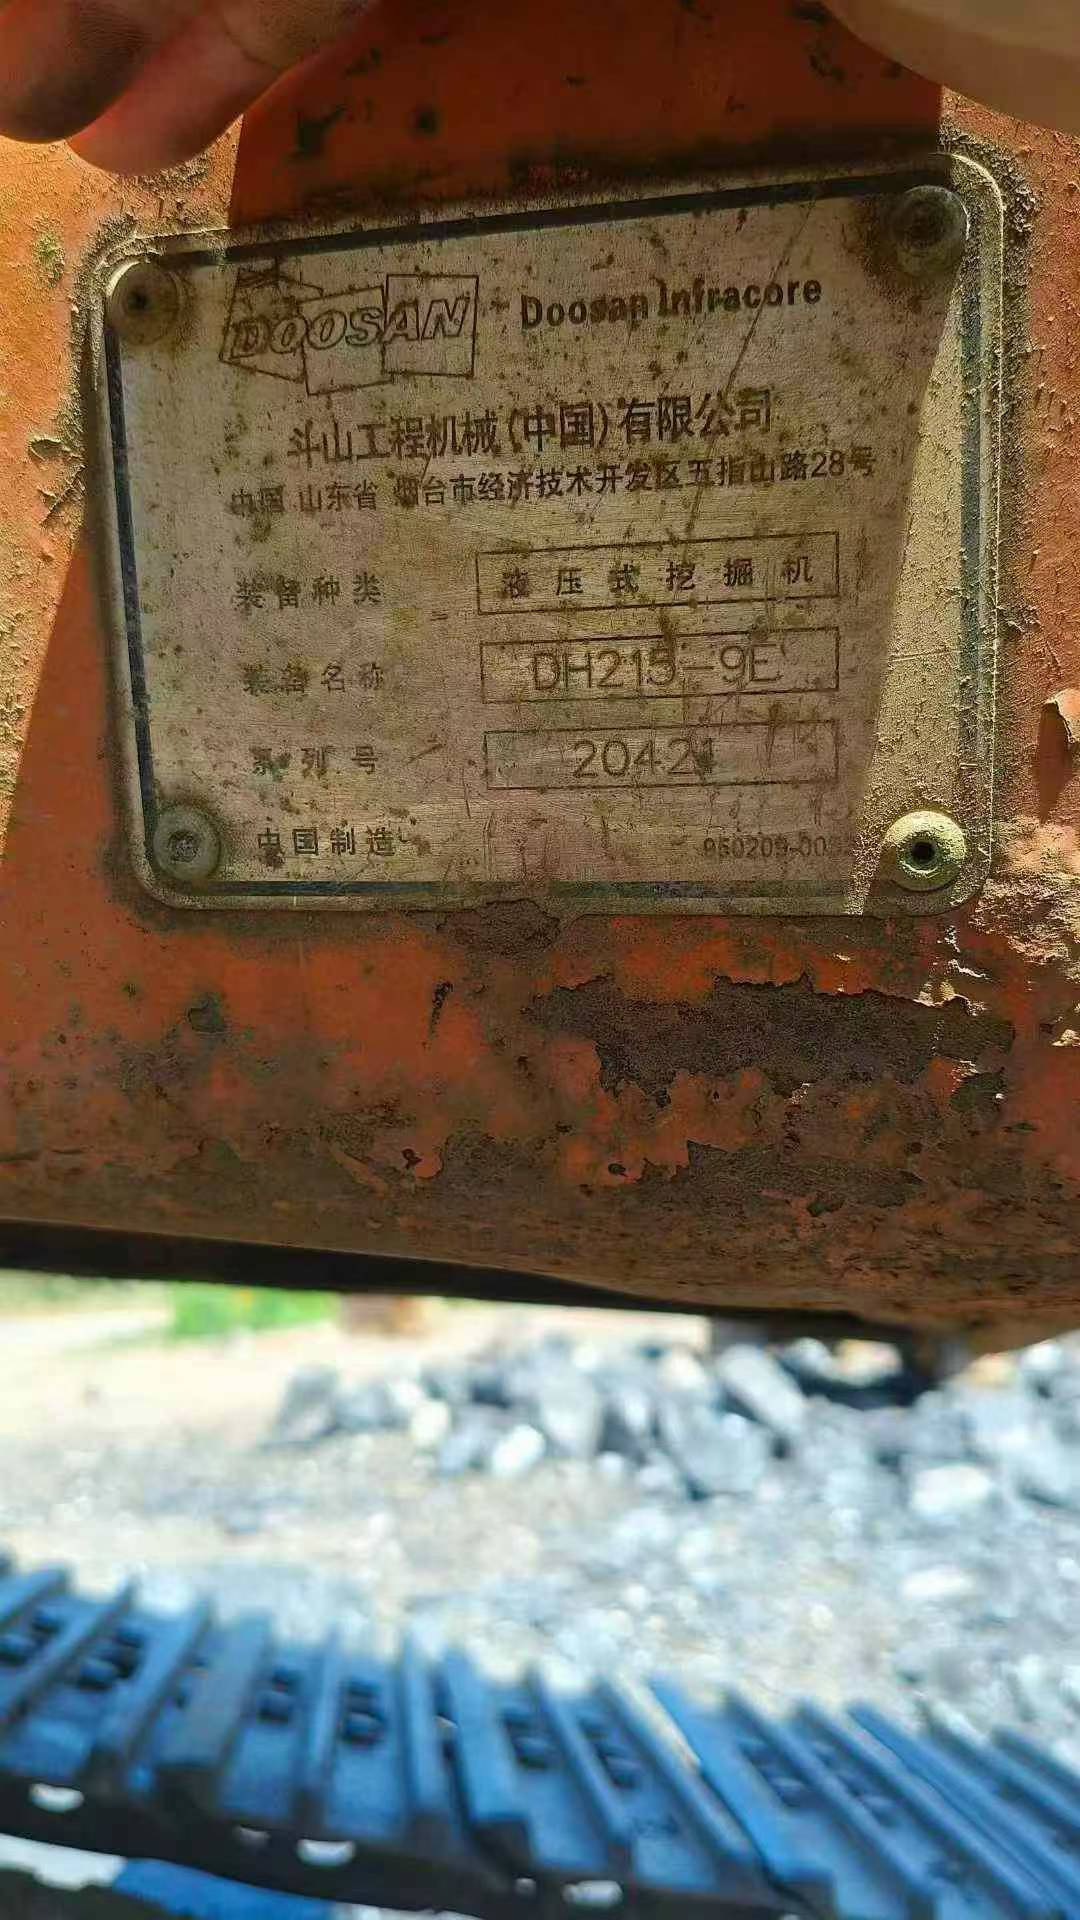 DOOSAN Doosan Infracore
斗山工程机械(中国)有限公司
中国 山东省 烟台市经济技术开发区五指山路28号
装备种类 液压式挖掘机
装备名称 DH215-9E
系列号 20421
中国制造